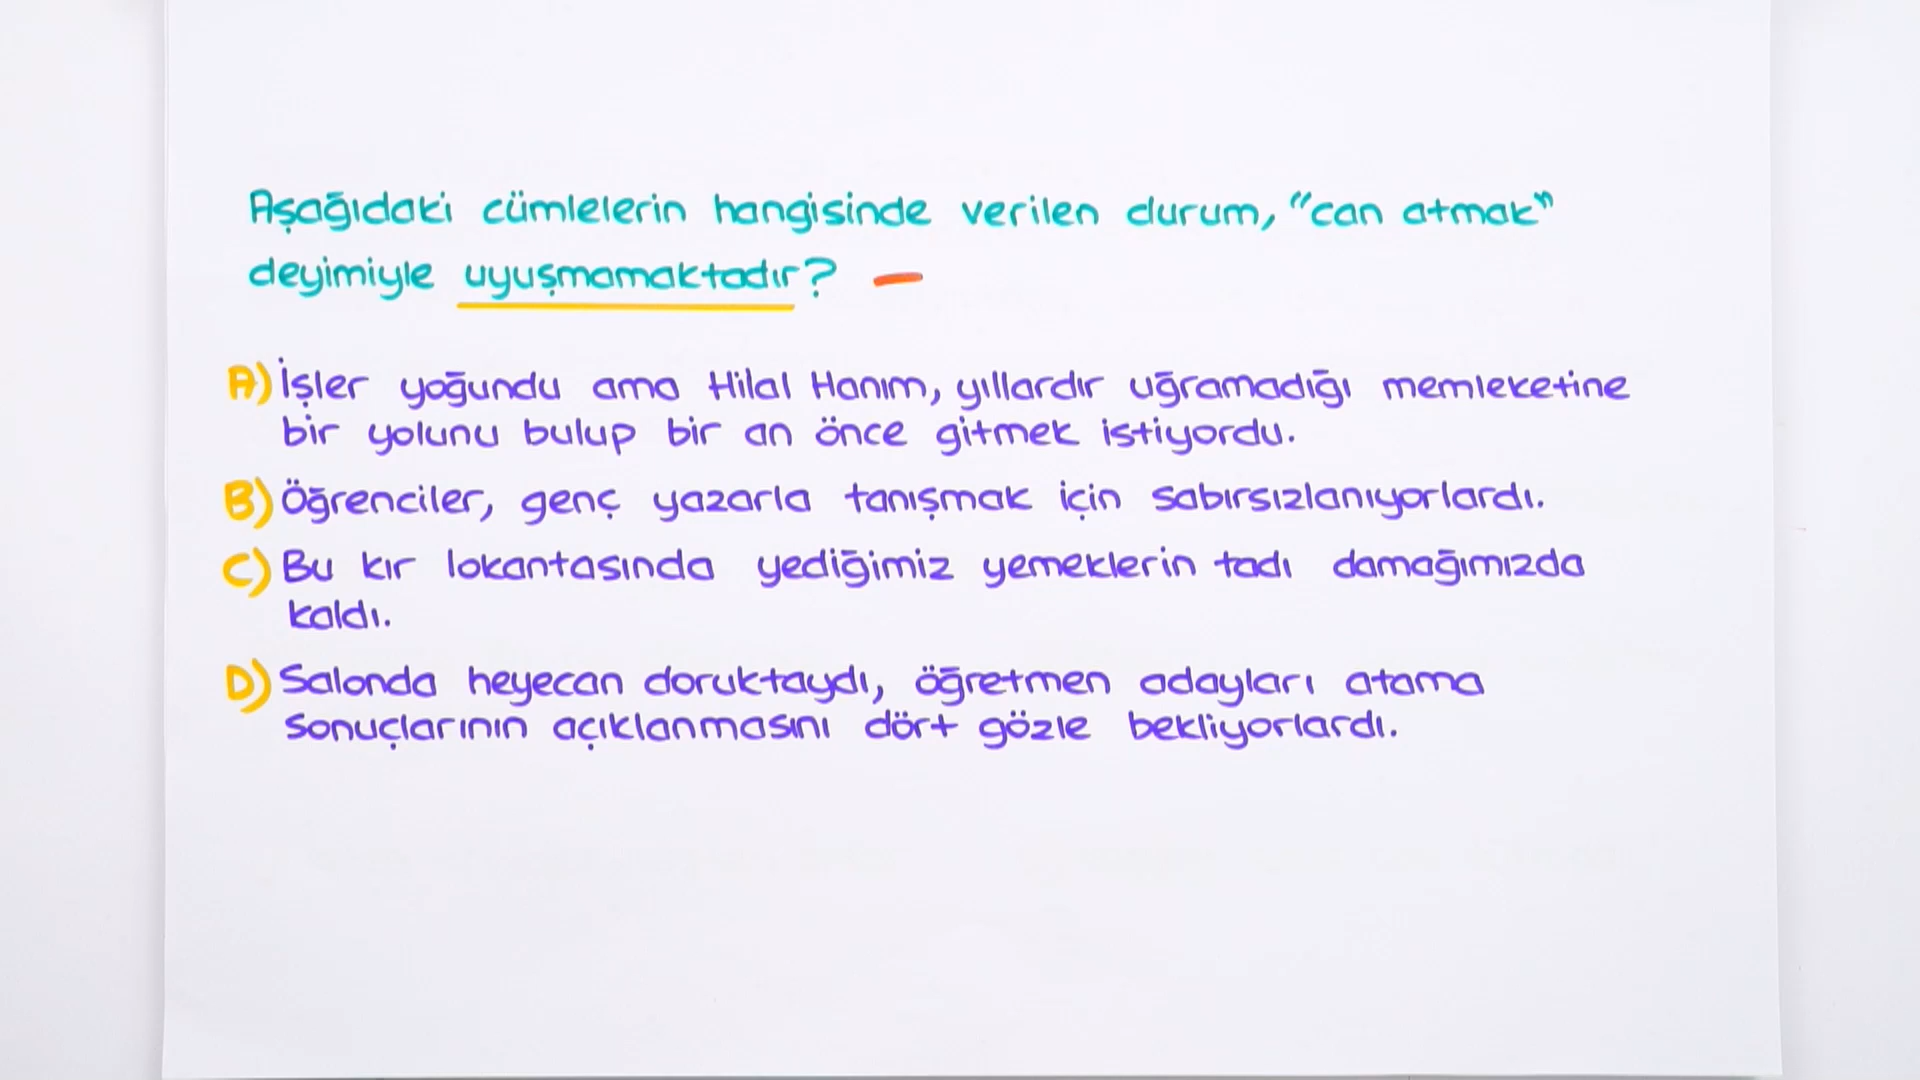 Aşağıdaki cümlelerin hangisinde verilen durum, "can atmak"
deyimiyle uyuşmamaktadır?
A) İşler yoğundu ama Hilal Hanım, yıllardır uğramadığı memleketine
bir yolunu bulup bir an önce gitmek istiyordu.
B) Öğrenciler, genç yazarla tanışmak için sabırsızlanıyorlardı.
C) Bu kır lokantasında yediğimiz yemeklerin tadı damağımızda
kaldı.
D) Salonda heyecan doruktaydı, öğretmen adayları atama
sonuçlarının açıklanmasını dört gözle bekliyorlardı.